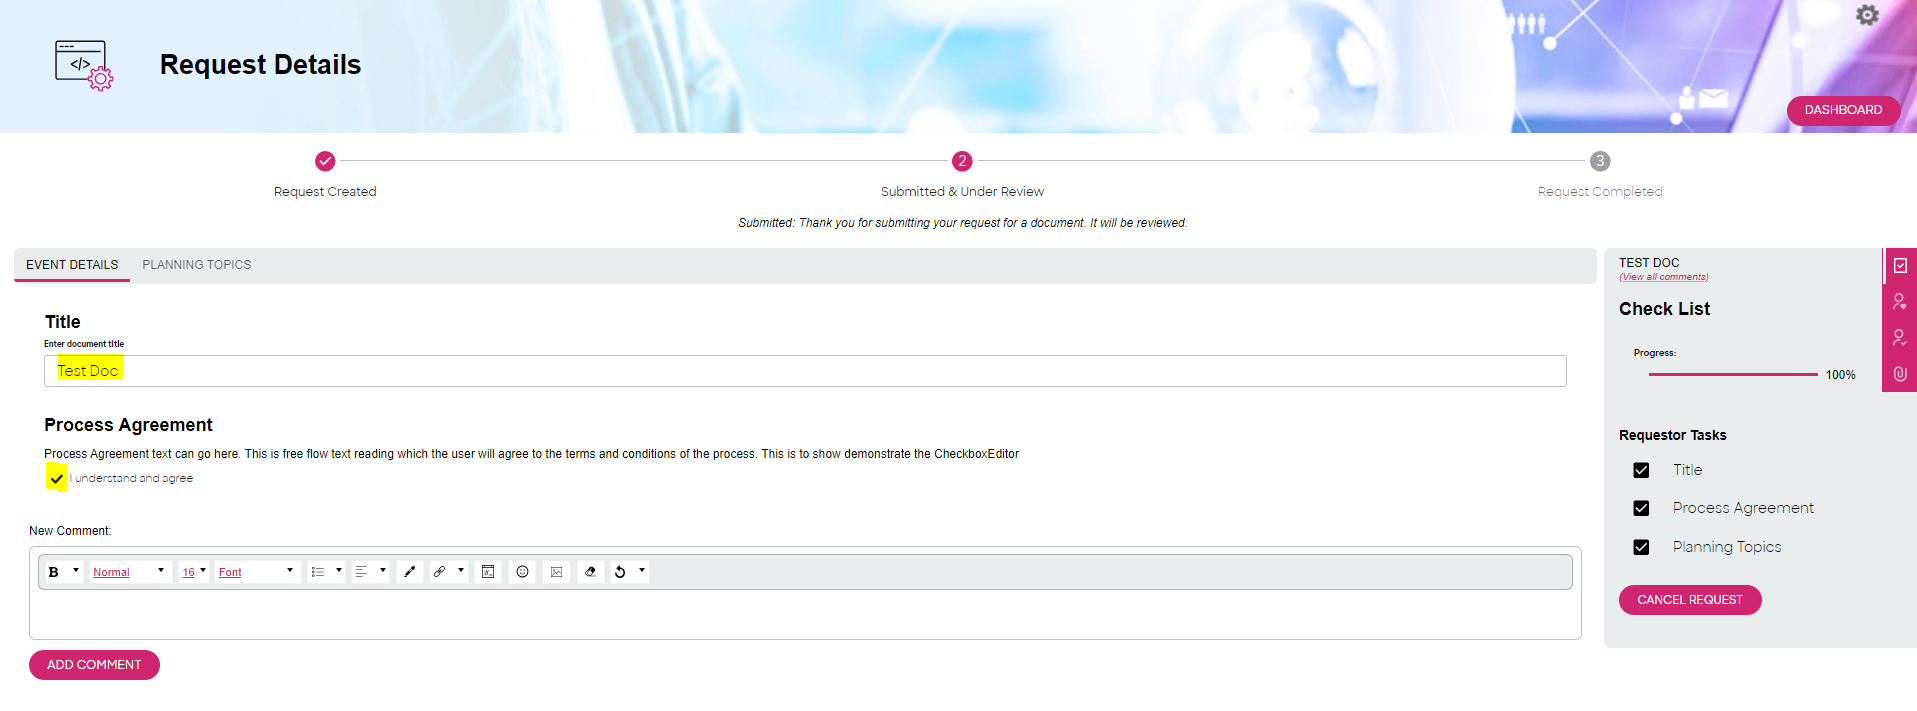 </>
Request Details
DASHBOARD
2
3
Request Created
Submitted & Under Review
Request Completed
Submitted: Thank you for submitting your request for a document. It will be reviewed.
EVENT DETAILS
PLANNING TOPICS
Title
Enter document title
Test Doc
Process Agreement
Process Agreement text can go here. This is free flow text reading which the user will agree to the terms and conditions of the process. This is to show demonstrate the CheckboxEditor
I understand and agree
New Comment:
B Normal 16 Font
ADD COMMENT
TEST DOC
(View all comments)
Check List
Progress:
100%
Requestor Tasks
Title
Process Agreement
Planning Topics
CANCEL REQUEST